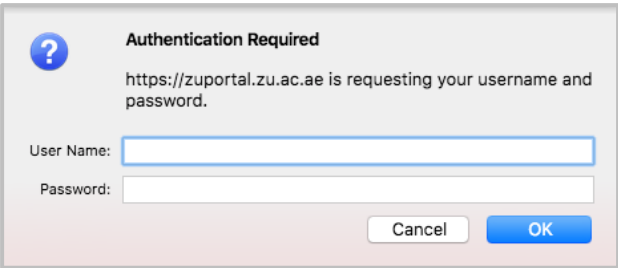 ?
Authentication Required
https://zuportal.zu.ac.ae is requesting your username and
password.
User Name:
Password:
Cancel OK